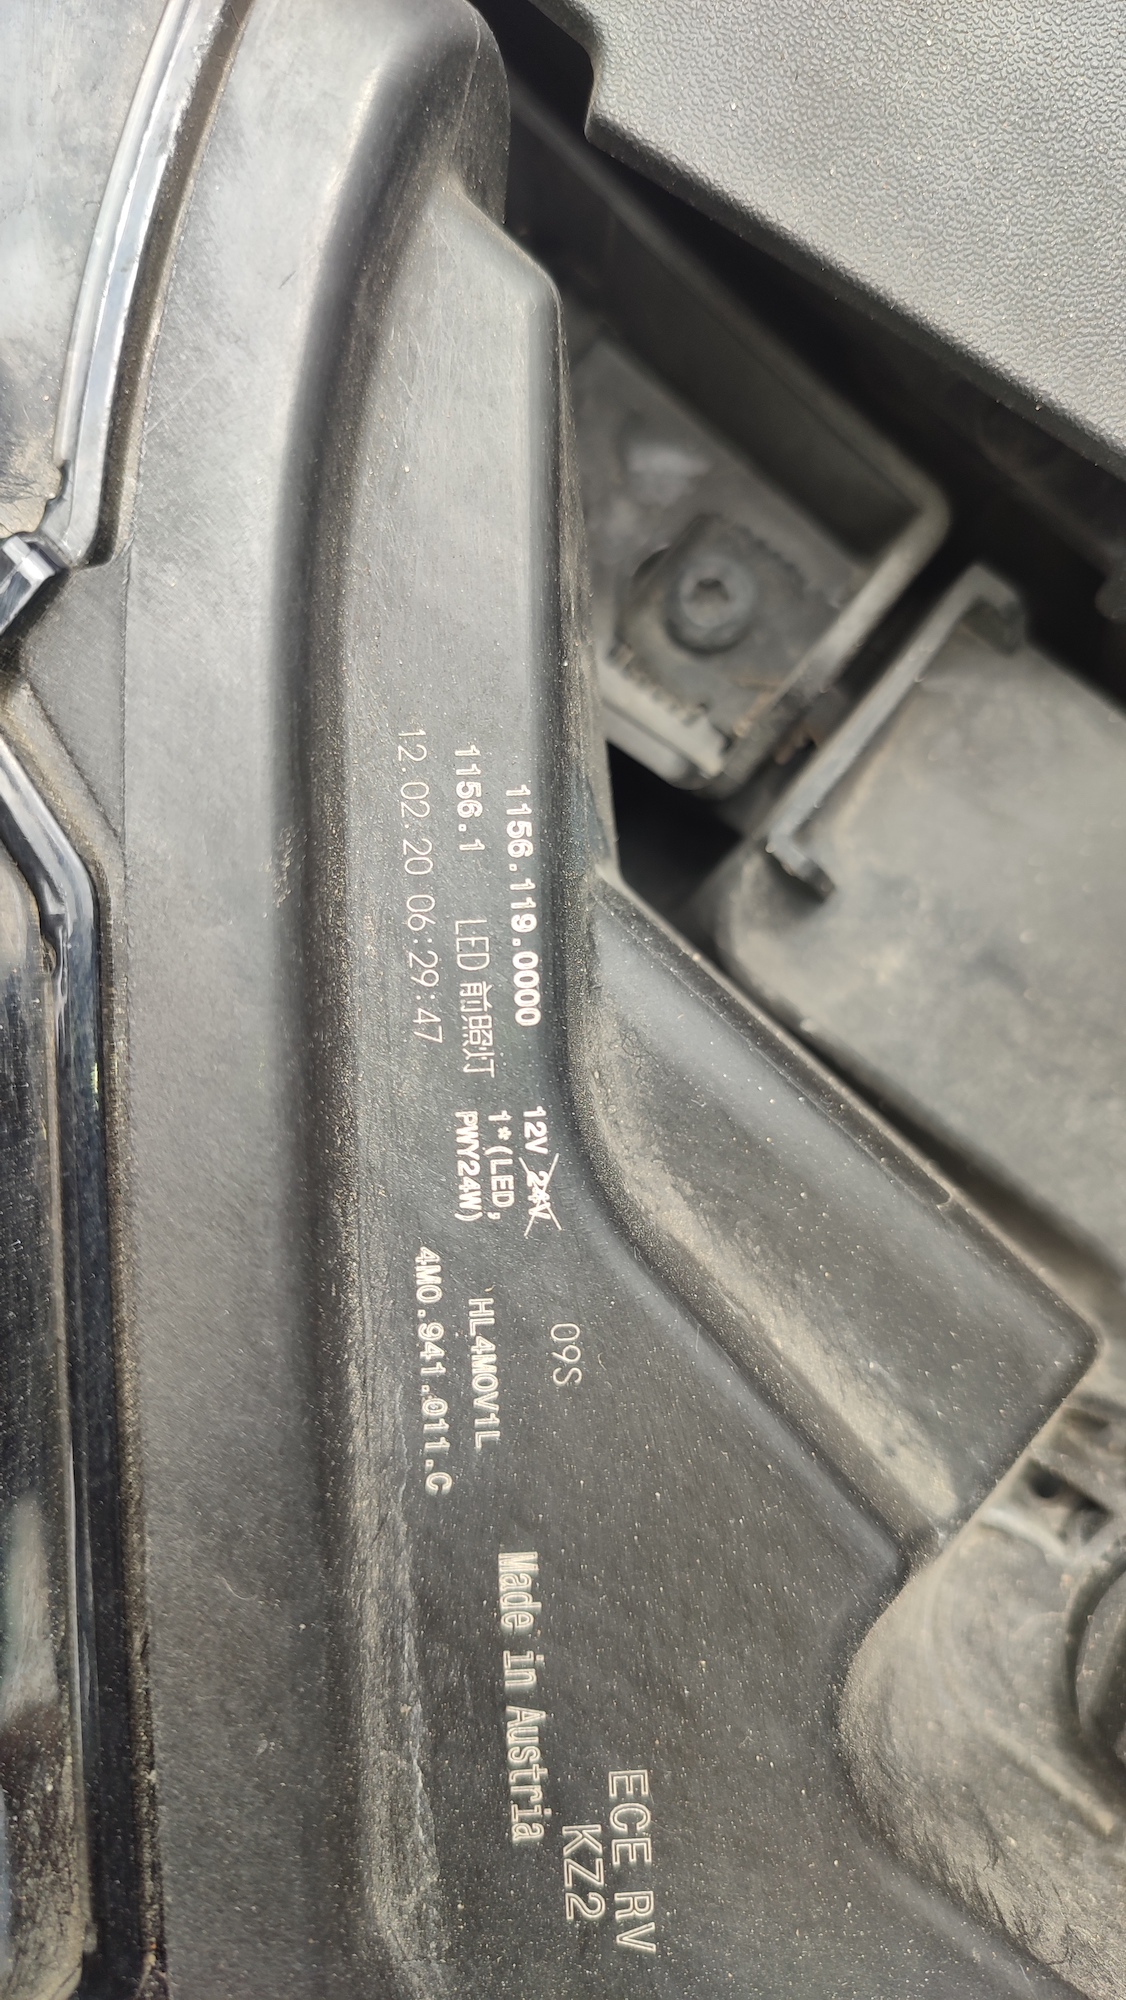 1156.119.0000
1156.1 LED 前照灯
12.02.20 06:29:47
12V 24V
1*(LED,
PWY24W)
09S
HL4M0V1L
4M0.941.011.C
Made in Austria
ECE RV
KZ2